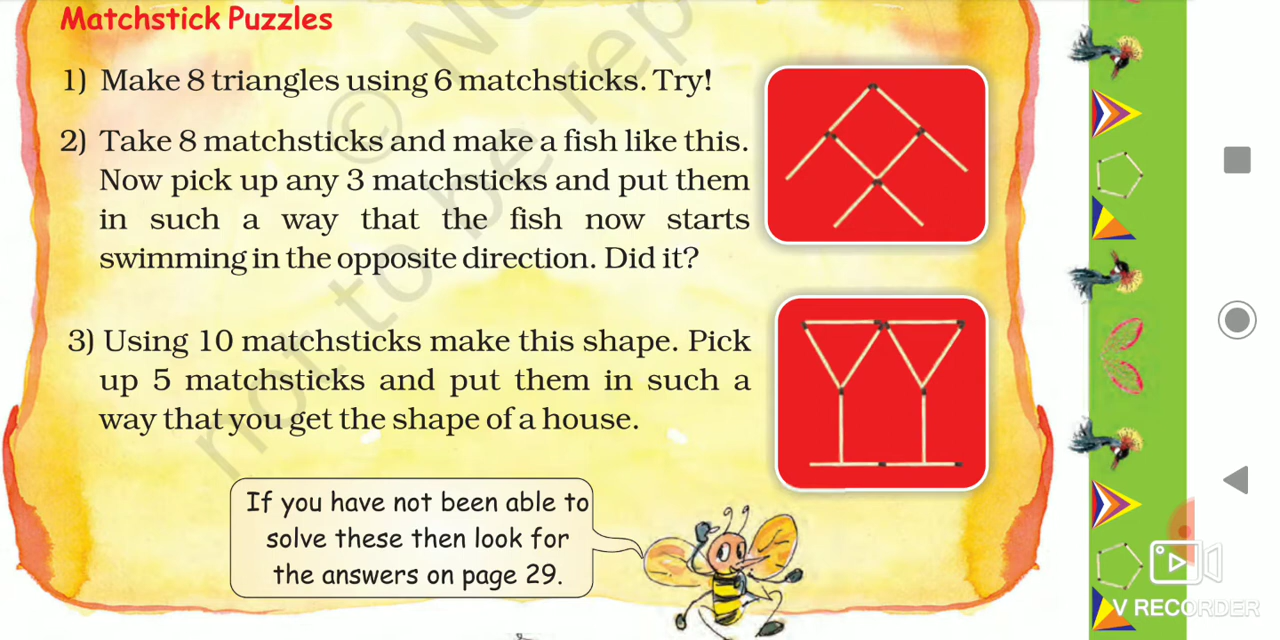 Matchstick Puzzles
1) Make 8 triangles using 6 matchsticks. Try!
2) Take 8 matchsticks and make a fish like this.
Now pick up any 3 matchsticks and put them
in such a way that the fish now starts
swimming in the opposite direction. Did it?
3) Using 10 matchsticks make this shape. Pick
up 5 matchsticks and put them in such a
way that you get the shape of a house.
If you have not been able to
solve these then look for
the answers on page 29.
not to be rep
© N
V RECORDER